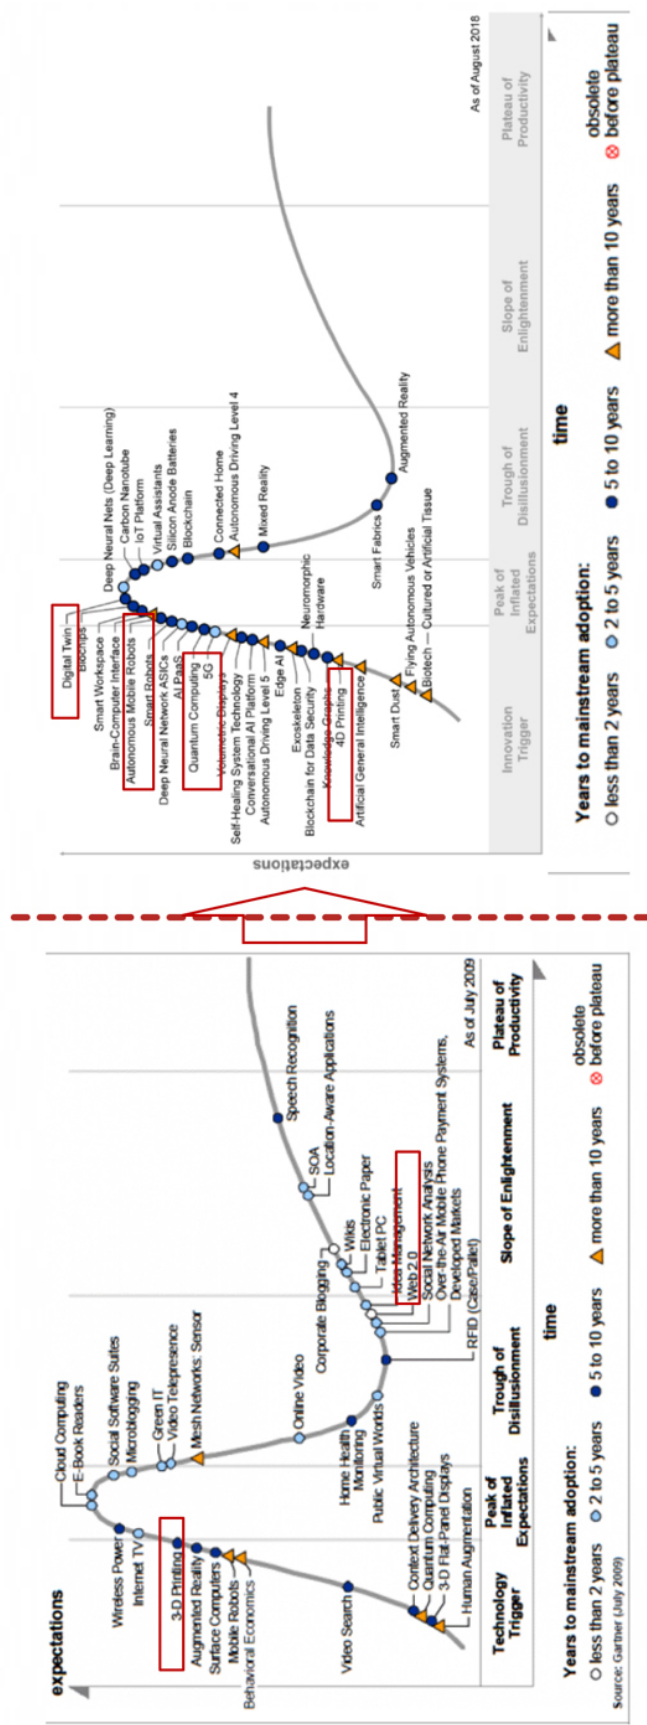 expectations
Cloud Computing
E-Book Readers
Social Software Suites
Microblogging
Green IT
Video Telepresence
Mesh Networks: Sensor
Online Video
Home Health
Monitoring
Public Virtual Worlds
Wireless Power
Internet TV
3-D Printing
Augmented Reality
Surface Computers
Mobile Robots
Behavioral Economics
Video Search
Context Delivery Architecture
Quantum Computing
3-D Flat-Panel Displays
Human Augmentation
Corporate Blogging
Wikis
Electronic Paper
Tablet PC
Idea Management
Web 2.0
Social Network Analysis
Over-the-Air Mobile Phone Payment Systems,
Developed Markets
RFID (Case/Pallet)
SOA
Location-Aware Applications
Speech Recognition
As of July 2009
Technology
Trigger
Peak of
Inflated
Expectations
Trough of
Disillusionment
Slope of Enlightenment
Plateau of
Productivity
time
Years to mainstream adoption:
less than 2 years
2 to 5 years
5 to 10 years
more than 10 years
obsolete
before plateau
Source: Gartner (July 2009)
expectations
Digital Twin
Biochips
Smart Workspace
Brain-Computer Interface
Autonomous Mobile Robots
Smart Robots
Deep Neural Network ASICs
AI PaaS
Quantum Computing
5G
Volumetric Displays
Self-Healing System Technology
Conversational AI Platform
Autonomous Driving Level 5
Edge AI
Exoskeleton
Blockchain for Data Security
Neuromorphic
Hardware
Knowledge Graphs
4D Printing
Artificial General Intelligence
Smart Dust
Flying Autonomous Vehicles
Biotech — Cultured or Artificial Tissue
Deep Neural Nets (Deep Learning)
Carbon Nanotube
IoT Platform
Virtual Assistants
Silicon Anode Batteries
Blockchain
Connected Home
Autonomous Driving Level 4
Mixed Reality
Smart Fabrics
Augmented Reality
As of August 2018
Innovation
Trigger
Peak of
Inflated
Expectations
Trough of
Disillusionment
Slope of
Enlightenment
Plateau of
Productivity
time
Years to mainstream adoption:
less than 2 years
2 to 5 years
5 to 10 years
more than 10 years
obsolete
before plateau